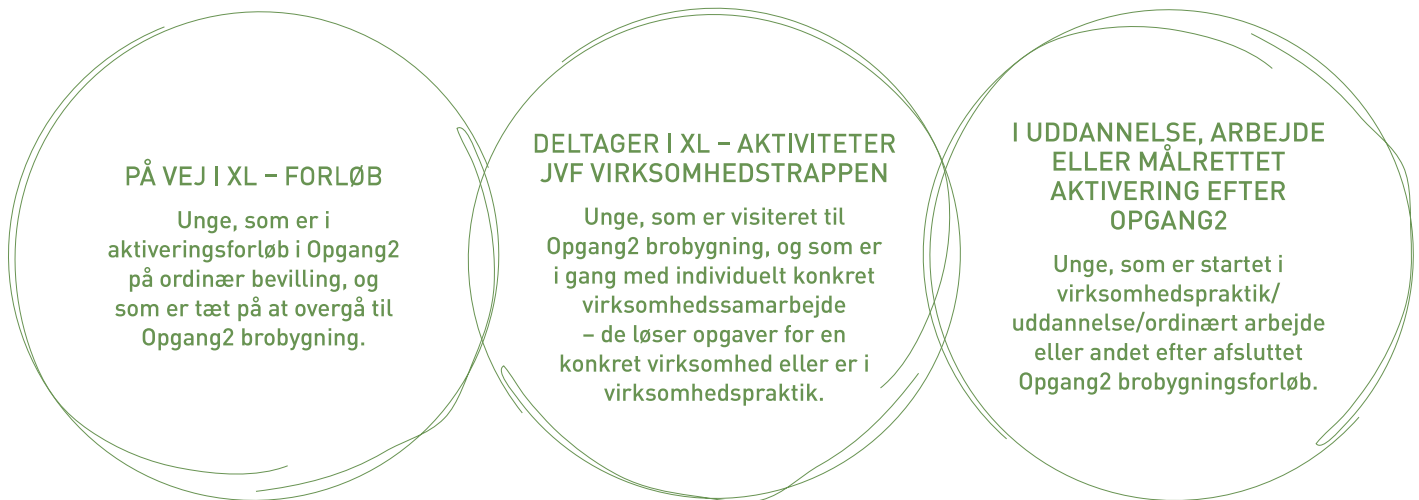 PÅ VEJ I XL – FORLØB
Unge, som er i
aktiveringsforløb i Opgang2
på ordinær bevilling, og
som er tæt på at overgå til
Opgang2 brobygning.
DELTAGER I XL – AKTIVITETER
JVF VIRKSOMHEDSTRAPPEN
Unge, som er visiteret til
Opgang2 brobygning, og som er
i gang med individuelt konkret
virksomhedssamarbejde
– de løser opgaver for en
konkret virksomhed eller er i
virksomhedspraktik.
I UDDANNELSE, ARBEJDE
ELLER MÅLRETTET
AKTIVERING EFTER
OPGANG2
Unge, som er startet i
virksomhedspraktik/
uddannelse/ordinært arbejde
eller andet efter afsluttet
Opgang2 brobygningsforløb.